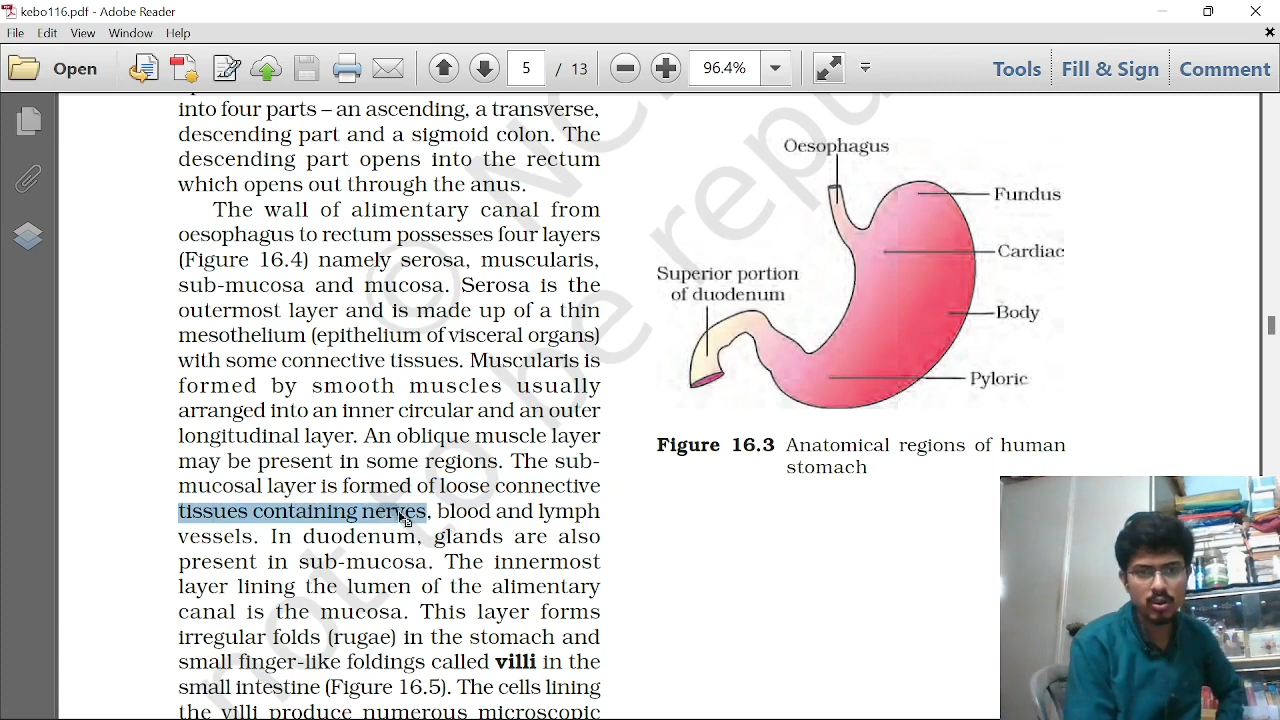 kebo116.pdf - Adobe Reader
File Edit View Window Help
Open 5 / 13 96.4% Tools Fill & Sign Comment
into four parts – an ascending, a transverse,
descending part and a sigmoid colon. The
descending part opens into the rectum
which opens out through the anus.
The wall of alimentary canal from
oesophagus to rectum possesses four layers
(Figure 16.4) namely serosa, muscularis,
sub-mucosa and mucosa. Serosa is the
outermost layer and is made up of a thin
mesothelium (epithelium of visceral organs)
with some connective tissues. Muscularis is
formed by smooth muscles usually
arranged into an inner circular and an outer
longitudinal layer. An oblique muscle layer
may be present in some regions. The sub-
mucosal layer is formed of loose connective
tissues containing nerves, blood and lymph
vessels. In duodenum, glands are also
present in sub-mucosa. The innermost
layer lining the lumen of the alimentary
canal is the mucosa. This layer forms
irregular folds (rugae) in the stomach and
small finger-like foldings called villi in the
small intestine (Figure 16.5). The cells lining
the villi produce numerous microscopic
Oesophagus
Fundus
Cardiac
Superior portion
of duodenum
Body
Pyloric
Figure 16.3 Anatomical regions of human
stomach
not to be repu